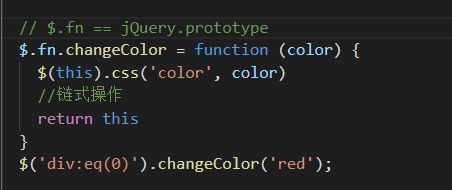 // $.fn == jQuery.prototype
$.fn.changeColor = function (color) {
  $(this).css('color', color)
  //链式操作
  return this
}
$('div:eq(0)').changeColor('red');